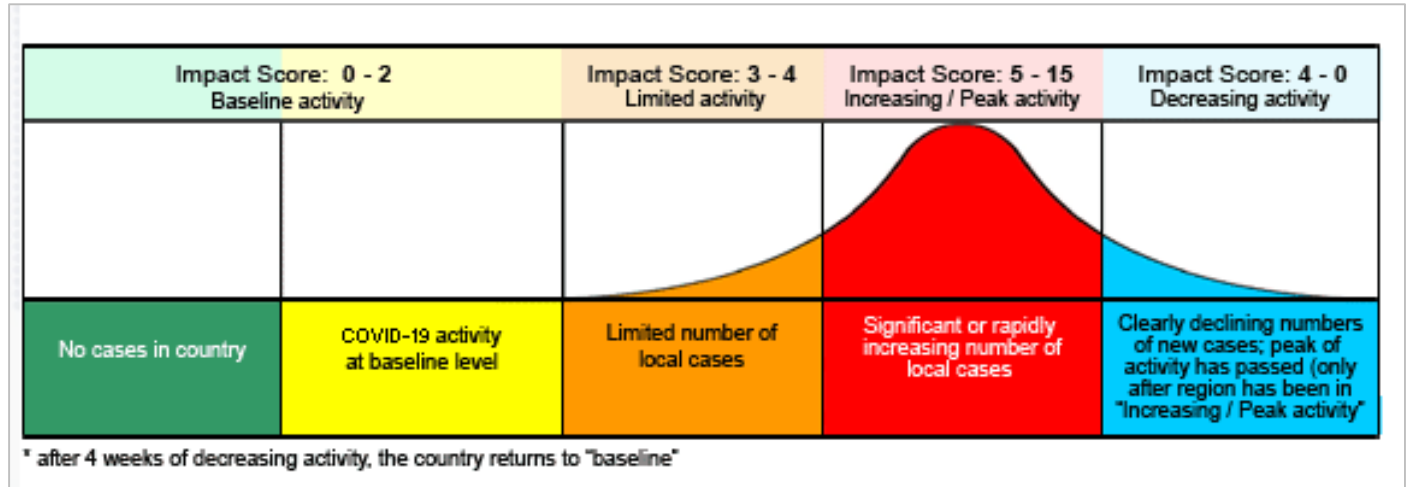 Impact Score: 0 - 2
Baseline activity
Impact Score: 3 - 4
Limited activity
Impact Score: 5 - 15
Increasing / Peak activity
Impact Score: 4 - 0
Decreasing activity
No cases in country
COVID-19 activity
at baseline level
Limited number of
local cases
Significant or rapidly
increasing number of
local cases
Clearly declining numbers
of new cases; peak of
activity has passed (only
after region has been in
"Increasing / Peak activity"
* after 4 weeks of decreasing activity, the country returns to "baseline"